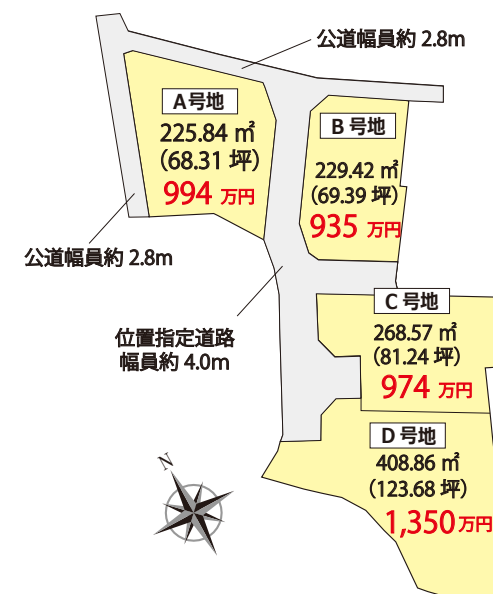 公道幅員約 2.8m
A号地
225.84 ㎡
（68.31 坪）
994 万円
B 号地
229.42 ㎡
（69.39 坪）
935 万円
公道幅員約 2.8m
位置指定道路
幅員約 4.0m
C 号地
268.57 ㎡
（81.24 坪）
974 万円
D 号地
408.86 ㎡
（123.68 坪）
1,350 万円
N